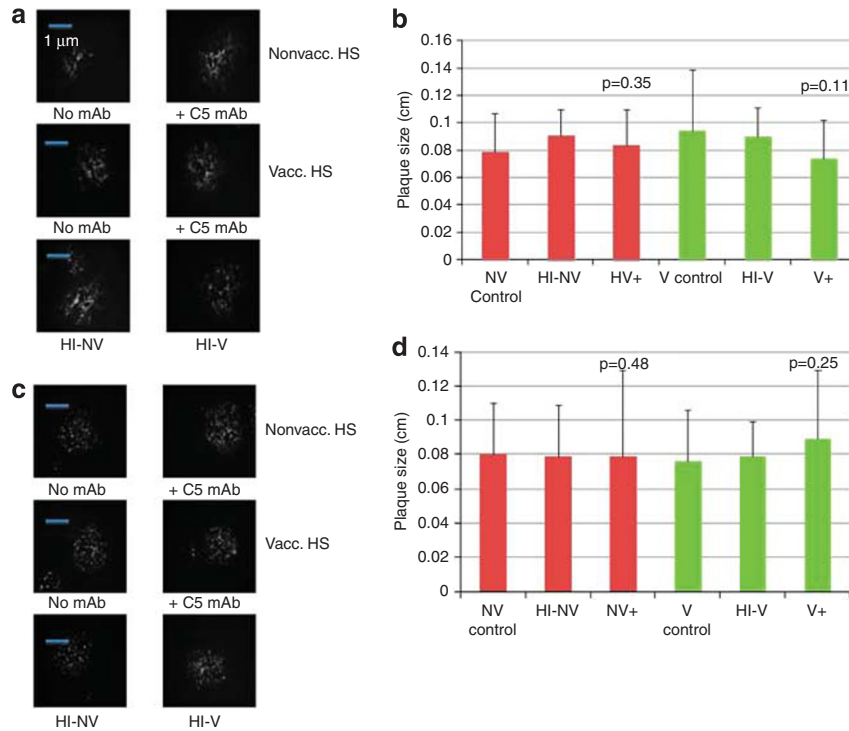 a
1 µm
Nonvacc. HS
No mAb
+ C5 mAb
Vacc. HS
No mAb
+ C5 mAb
HI-NV
HI-V
b
0.16
0.14
0.12
0.1
0.08
0.06
0.04
0.02
0
Plaque size (cm)
p=0.35
p=0.11
NV
Control
HI-NV
HV+
V control
HI-V
V+
c
Nonvacc. HS
No mAb
+ C5 mAb
Vacc. HS
No mAb
+ C5 mAb
HI-NV
HI-V
d
0.14
0.12
0.1
0.08
0.06
0.04
0.02
0
Plaque size (cm)
p=0.48
p=0.25
NV
control
HI-NV
NV+
V
control
HI-V
V+